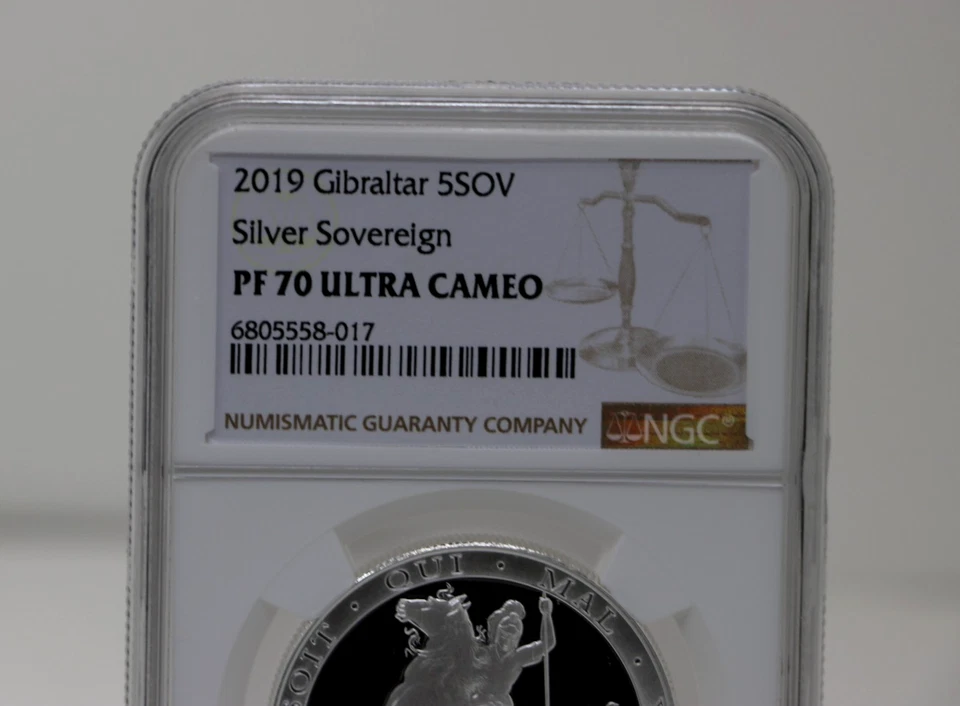 2019 Gibraltar 5SOV
Silver Sovereign
PF 70 ULTRA CAMEO
6805558-017
NUMISMATIC GUARANTY COMPANY
NGC®
SOIT · QUI · MAL ·